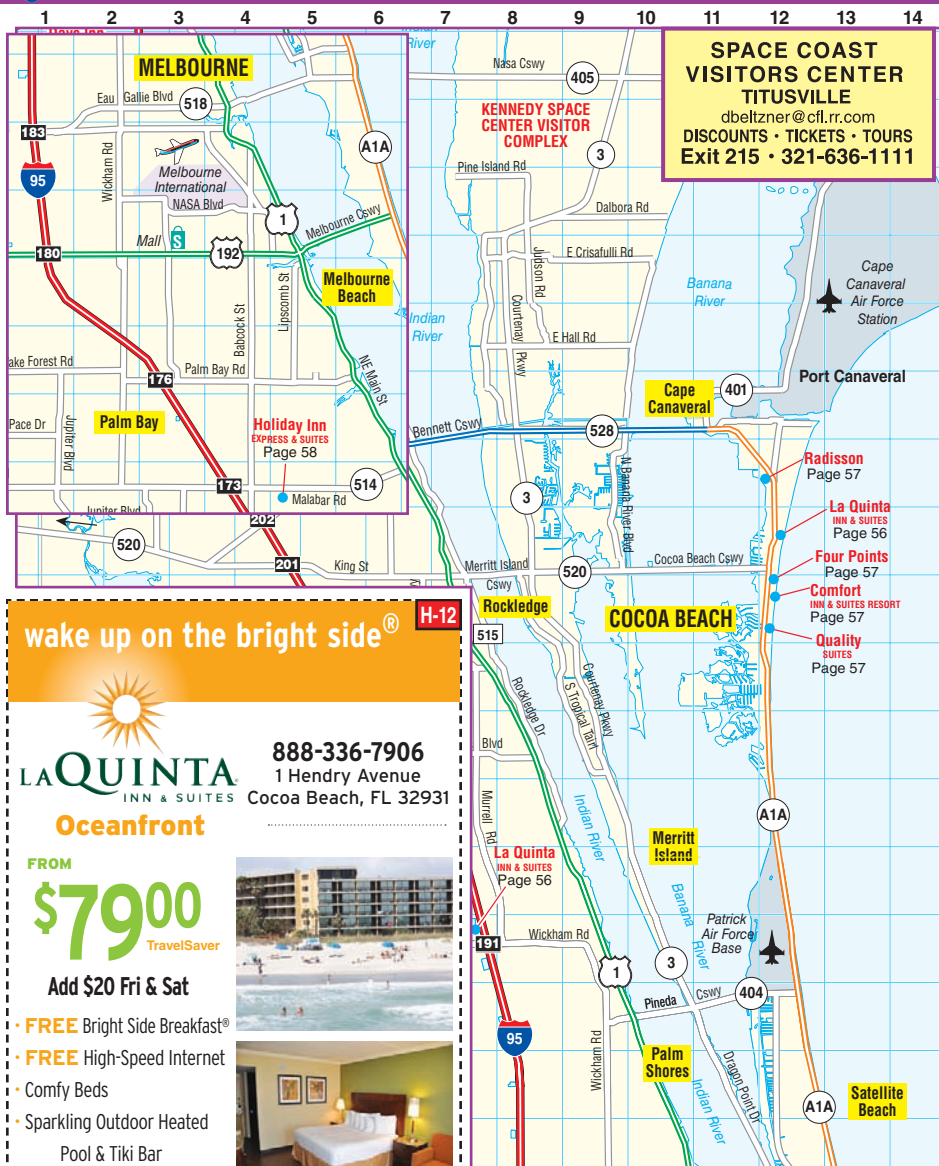 1 2 3 4 5 6 7 8 9 10 11 12 13 14
MELBOURNE
Eau Gallie Blvd
518
183
95
Wickham Rd
A1A
Melbourne
International
NASA Blvd
1
Melbourne Cswy
Mall
S
180
192
Melbourne
Beach
Babcock St
Lipscomb St
ake Forest Rd
176
Palm Bay Rd
NE Main St
Pace Dr
Jupiter Blvd
Palm Bay
Holiday Inn
EXPRESS & SUITES
Page 58
173
514
Malabar Rd
Jupiter Blvd
202
520
201
King St
River
Nasa Cswy
405
KENNEDY SPACE
CENTER VISITOR
COMPLEX
3
Pine Island Rd
Dalbora Rd
Judson Rd
E Crisafulli Rd
Courtenay Pkwy
Indian
River
E Hall Rd
Banana
River
SPACE COAST
VISITORS CENTER
TITUSVILLE
dbeltzner@cfl.rr.com
DISCOUNTS • TICKETS • TOURS
Exit 215 • 321-636-1111
Cape
Canaveral
Air Force
Station
Port Canaveral
401
Cape
Canaveral
Bennett Cswy
528
N Banana River Blvd
3
Radisson
Page 57
La Quinta
INN & SUITES
Page 56
Four Points
Page 57
Comfort
INN & SUITES RESORT
Page 57
Quality
SUITES
Page 57
Merritt Island
Cswy
520
Cocoa Beach Cswy
Rockledge
COCOA BEACH
515
Rockledge Dr
S Tropical Tairl
Courtenay Pkwy
Blvd
Murrell Rd
Indian River
A1A
Merritt
Island
La Quinta
INN & SUITES
Page 56
Banana River
Patrick
Air Force
Base
191
Wickham Rd
1
3
404
Pineda Cswy
95
Wickham Rd
Palm
Shores
Indian River
Dragon Point Dr
A1A
Satellite
Beach
wake up on the bright side®
H-12
LA QUINTA
INN & SUITES
Oceanfront
888-336-7906
1 Hendry Avenue
Cocoa Beach, FL 32931
FROM
$7900
TravelSaver
Add $20 Fri & Sat
• FREE Bright Side Breakfast®
• FREE High-Speed Internet
• Comfy Beds
• Sparkling Outdoor Heated
Pool & Tiki Bar